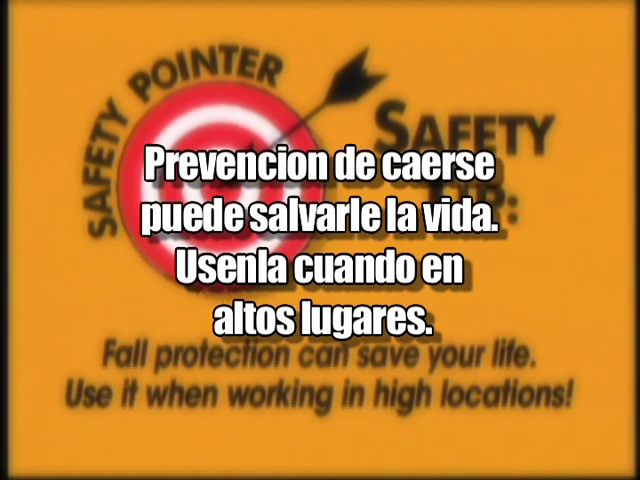 SAFETY POINTER
SAFETY
Prevencion de caerse
puede salvarle la vida.
Usenla cuando en
altos lugares.
Fall protection can save your life.
Use it when working in high locations!